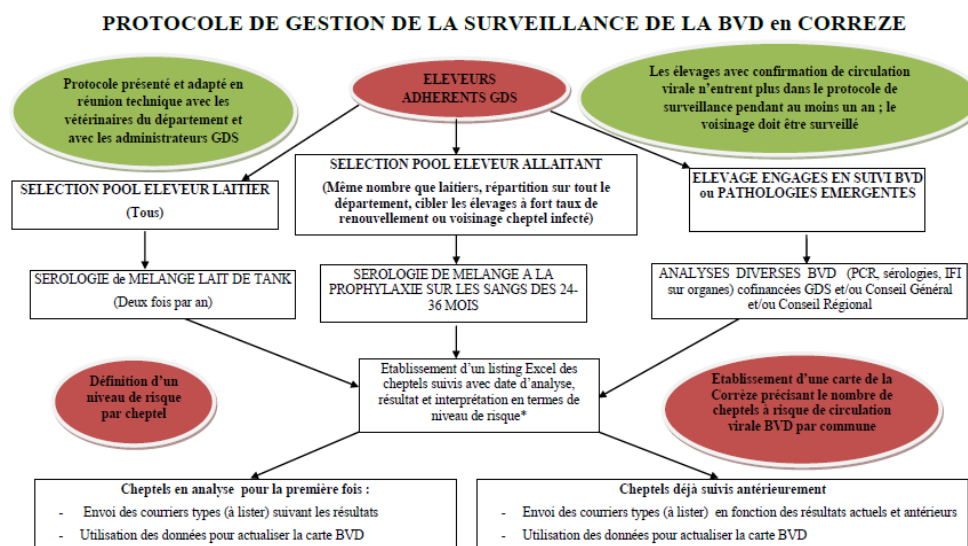 PROTOCOLE DE GESTION DE LA SURVEILLANCE DE LA BVD en CORREZE
Protocole présenté et adapté en
réunion technique avec les
vétérinaires du département et
avec les administrateurs GDS
ELEVEURS
ADHERENTS GDS
Les élevages avec confirmation de circulation
virale n'entrent plus dans le protocole de
surveillance pendant au moins un an ; le
voisinage doit être surveillé
SELECTION POOL ELEVEUR LAITIER
(Tous)
SELECTION POOL ELEVEUR ALLAITANT
(Même nombre que laitiers, répartition sur tout le
département, cibler les élevages à fort taux de
renouvellement ou voisinage cheptel infecté)
ELEVAGE ENGAGES EN SUIVI BVD
ou PATHOLOGIES EMERGENTES
SEROLOGIE de MELANGE LAIT DE TANK
(Deux fois par an)
SEROLOGIE DE MELANGE A LA
PROPHYLAXIE SUR LES SANGS DES 24-
36 MOIS
ANALYSES DIVERSES BVD (PCR, sérologies, IFI
sur organes) cofinancées GDS et/ou Conseil Général
et/ou Conseil Régional
Définition d'un
niveau de risque
par cheptel
Etablissement d'un listing Excel des
cheptels suivis avec date d'analyse,
résultat et interprétation en termes de
niveau de risque*
Etablissement d'une carte de la
Corrèze précisant le nombre de
cheptels à risque de circulation
virale BVD par commune
Cheptels en analyse pour la première fois :
- Envoi des courriers types (à lister) suivant les résultats
- Utilisation des données pour actualiser la carte BVD
Cheptels déjà suivis antérieurement
- Envoi des courriers types (à lister) en fonction des résultats actuels et antérieurs
- Utilisation des données pour actualiser la carte BVD